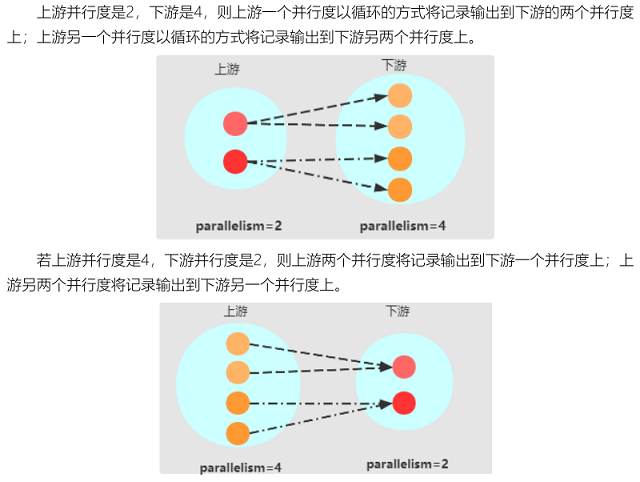 上游并行度是2，下游是4，则上游一个并行度以循环的方式将记录输出到下游的两个并行度
上；上游另一个并行度以循环的方式将记录输出到下游另两个并行度上。
上游
下游
parallelism=2
parallelism=4
若上游并行度是4，下游并行度是2，则上游两个并行度将记录输出到下游一个并行度上；上
游另两个并行度将记录输出到下游另一个并行度上。
上游
下游
parallelism=4
parallelism=2